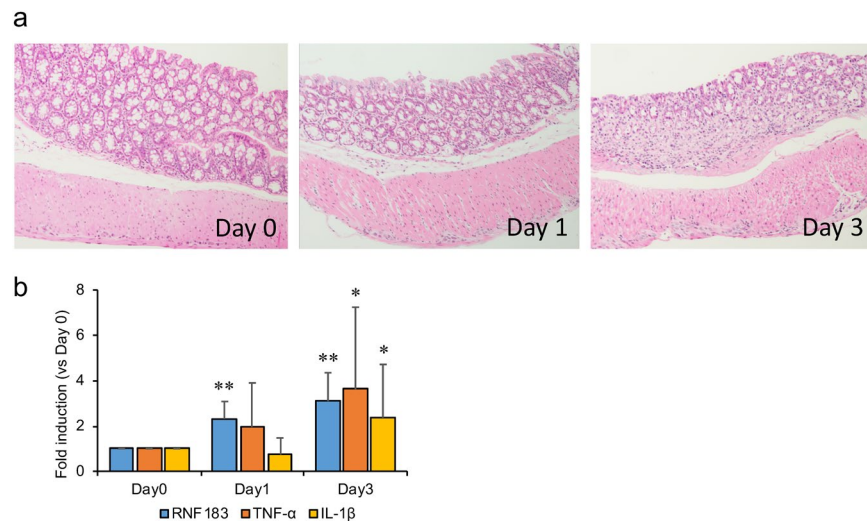 a
Day 0
Day 1
Day 3
b
Fold induction (vs Day 0)
8
6
4
2
0
**
**
*
*
Day0
Day1
Day3
RNF183
TNF-α
IL-1β